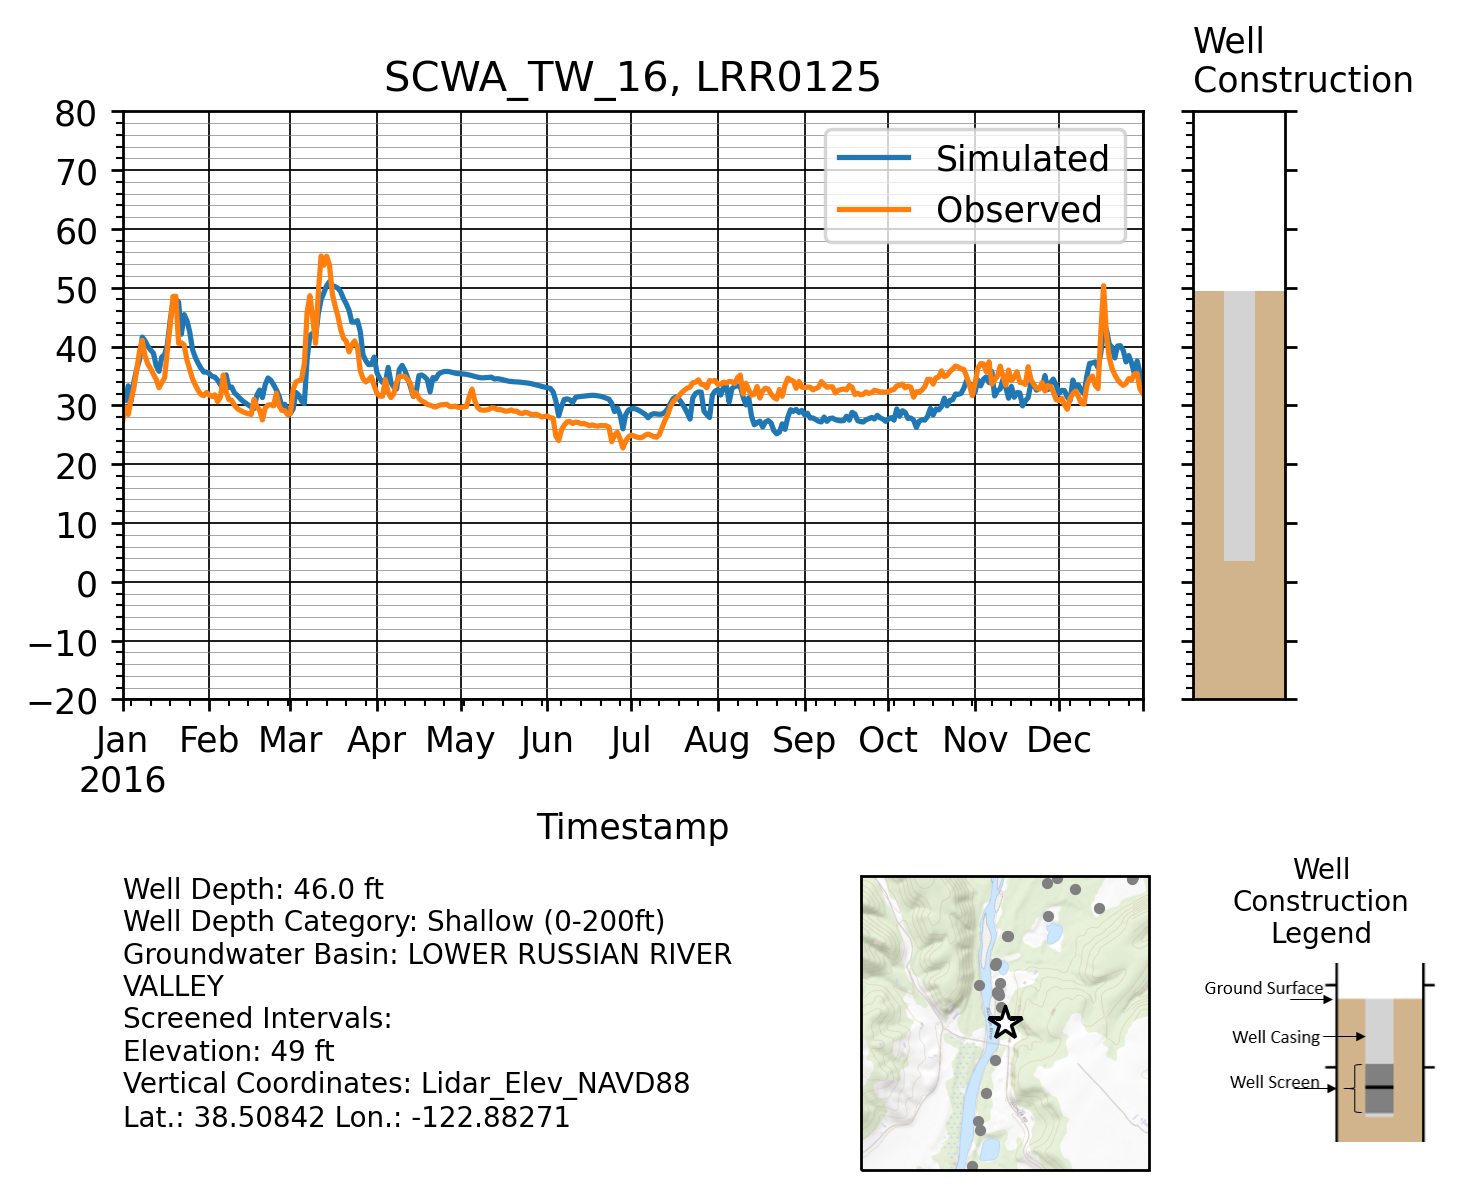 Well
Construction
SCWA_TW_16, LRR0125
80
70
60
50
40
30
20
10
0
−10
−20
Simulated
Observed
Jan Feb Mar Apr May Jun Jul Aug Sep Oct Nov Dec
2016
Timestamp
Well Depth: 46.0 ft
Well Depth Category: Shallow (0-200ft)
Groundwater Basin: LOWER RUSSIAN RIVER
VALLEY
Screened Intervals:
Elevation: 49 ft
Vertical Coordinates: Lidar_Elev_NAVD88
Lat.: 38.50842 Lon.: -122.88271
Well
Construction
Legend
Ground Surface
Well Casing
Well Screen